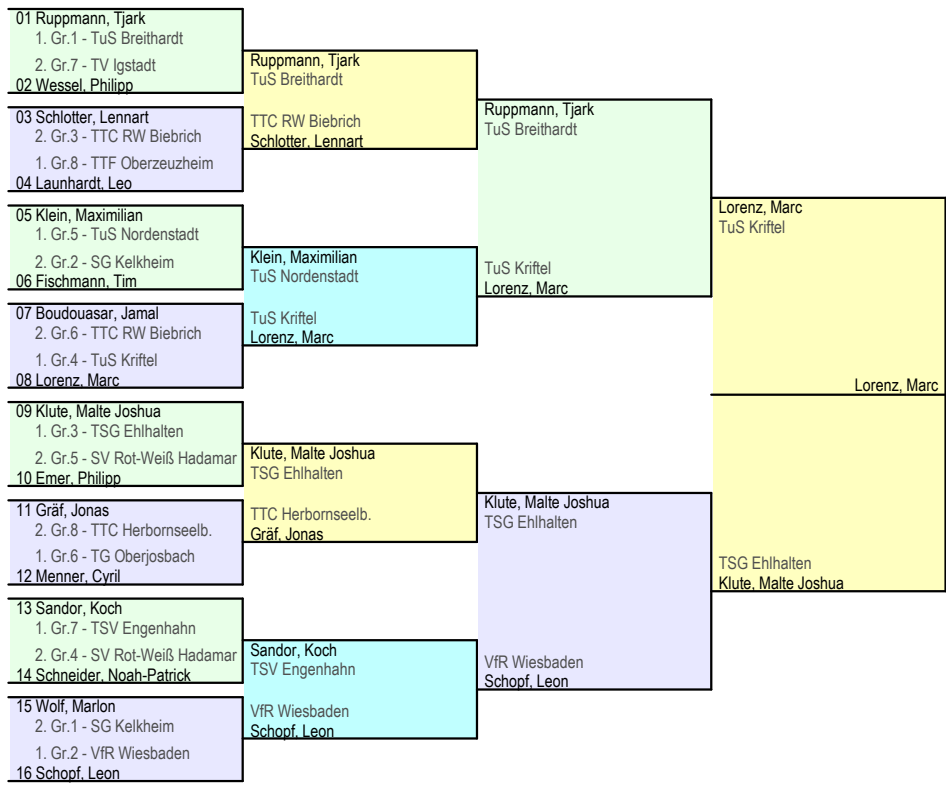 01 Ruppmann, Tjark
1. Gr.1 - TuS Breithardt
2. Gr.7 - TV Igstadt
02 Wessel, Philipp
03 Schlotter, Lennart
2. Gr.3 - TTC RW Biebrich
1. Gr.8 - TTF Oberzeuzheim
04 Launhardt, Leo
05 Klein, Maximilian
1. Gr.5 - TuS Nordenstadt
2. Gr.2 - SG Kelkheim
06 Fischmann, Tim
07 Boudouasar, Jamal
2. Gr.6 - TTC RW Biebrich
1. Gr.4 - TuS Kriftel
08 Lorenz, Marc
09 Klute, Malte Joshua
1. Gr.3 - TSG Ehlhalten
2. Gr.5 - SV Rot-Weiß Hadamar
10 Emer, Philipp
11 Gräf, Jonas
2. Gr.8 - TTC Herbornseelb.
1. Gr.6 - TG Oberjosbach
12 Menner, Cyril
13 Sandor, Koch
1. Gr.7 - TSV Engenhahn
2. Gr.4 - SV Rot-Weiß Hadamar
14 Schneider, Noah-Patrick
15 Wolf, Marlon
2. Gr.1 - SG Kelkheim
1. Gr.2 - VfR Wiesbaden
16 Schopf, Leon
Ruppmann, Tjark
TuS Breithardt
TTC RW Biebrich
Schlotter, Lennart
Klein, Maximilian
TuS Nordenstadt
TuS Kriftel
Lorenz, Marc
Klute, Malte Joshua
TSG Ehlhalten
TTC Herbornseelb.
Gräf, Jonas
Sandor, Koch
TSV Engenhahn
VfR Wiesbaden
Schopf, Leon
Ruppmann, Tjark
TuS Breithardt
TuS Kriftel
Lorenz, Marc
Klute, Malte Joshua
TSG Ehlhalten
VfR Wiesbaden
Schopf, Leon
Lorenz, Marc
TuS Kriftel
Lorenz, Marc
TSG Ehlhalten
Klute, Malte Joshua